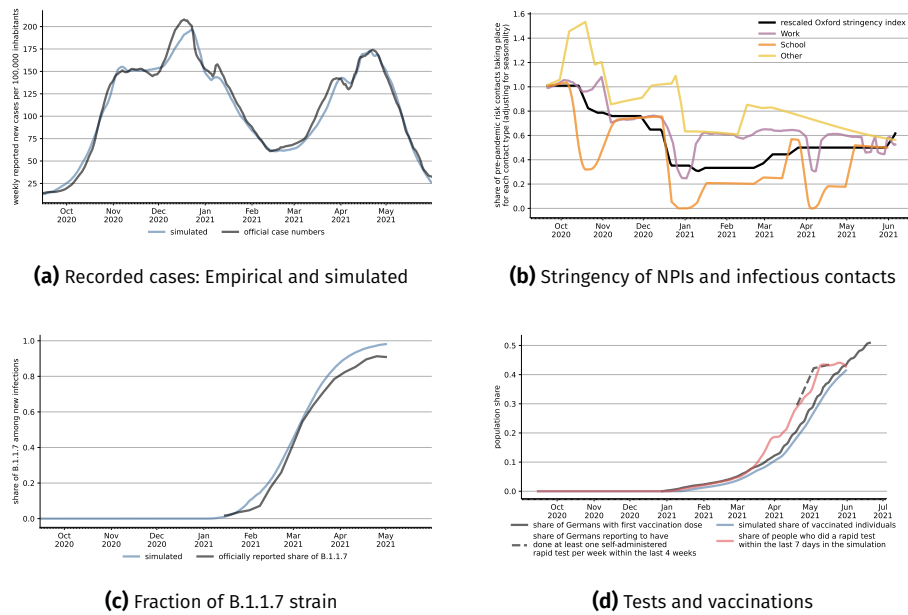 weekly reported new cases per 100,000 inhabitants
200
175
150
125
100
75
50
25
Oct
2020
Nov
2020
Dec
2020
Jan
2021
Feb
2021
Mar
2021
Apr
2021
May
2021
simulated
official case numbers
(a) Recorded cases: Empirical and simulated
share of pre-pandemic risk contacts taking place
for each contact type (adjusting for seasonality)
1.6
1.4
1.2
1.0
0.8
0.6
0.4
0.2
0.0
rescaled Oxford stringency index
Work
School
Other
Oct
2020
Nov
2020
Dec
2020
Jan
2021
Feb
2021
Mar
2021
Apr
2021
May
2021
Jun
2021
(b) Stringency of NPIs and infectious contacts
share of B.1.1.7 among new infections
1.0
0.8
0.6
0.4
0.2
0.0
Oct
2020
Nov
2020
Dec
2020
Jan
2021
Feb
2021
Mar
2021
Apr
2021
May
2021
simulated
officially reported share of B.1.1.7
(c) Fraction of B.1.1.7 strain
population share
0.5
0.4
0.3
0.2
0.1
0.0
Oct
2020
Nov
2020
Dec
2020
Jan
2021
Feb
2021
Mar
2021
Apr
2021
May
2021
Jun
2021
Jul
2021
share of Germans with first vaccination dose
share of Germans reporting to have
done at least one self-administered
rapid test per week within the last 4 weeks
simulated share of vaccinated individuals
share of people who did a rapid test
within the last 7 days in the simulation
(d) Tests and vaccinations